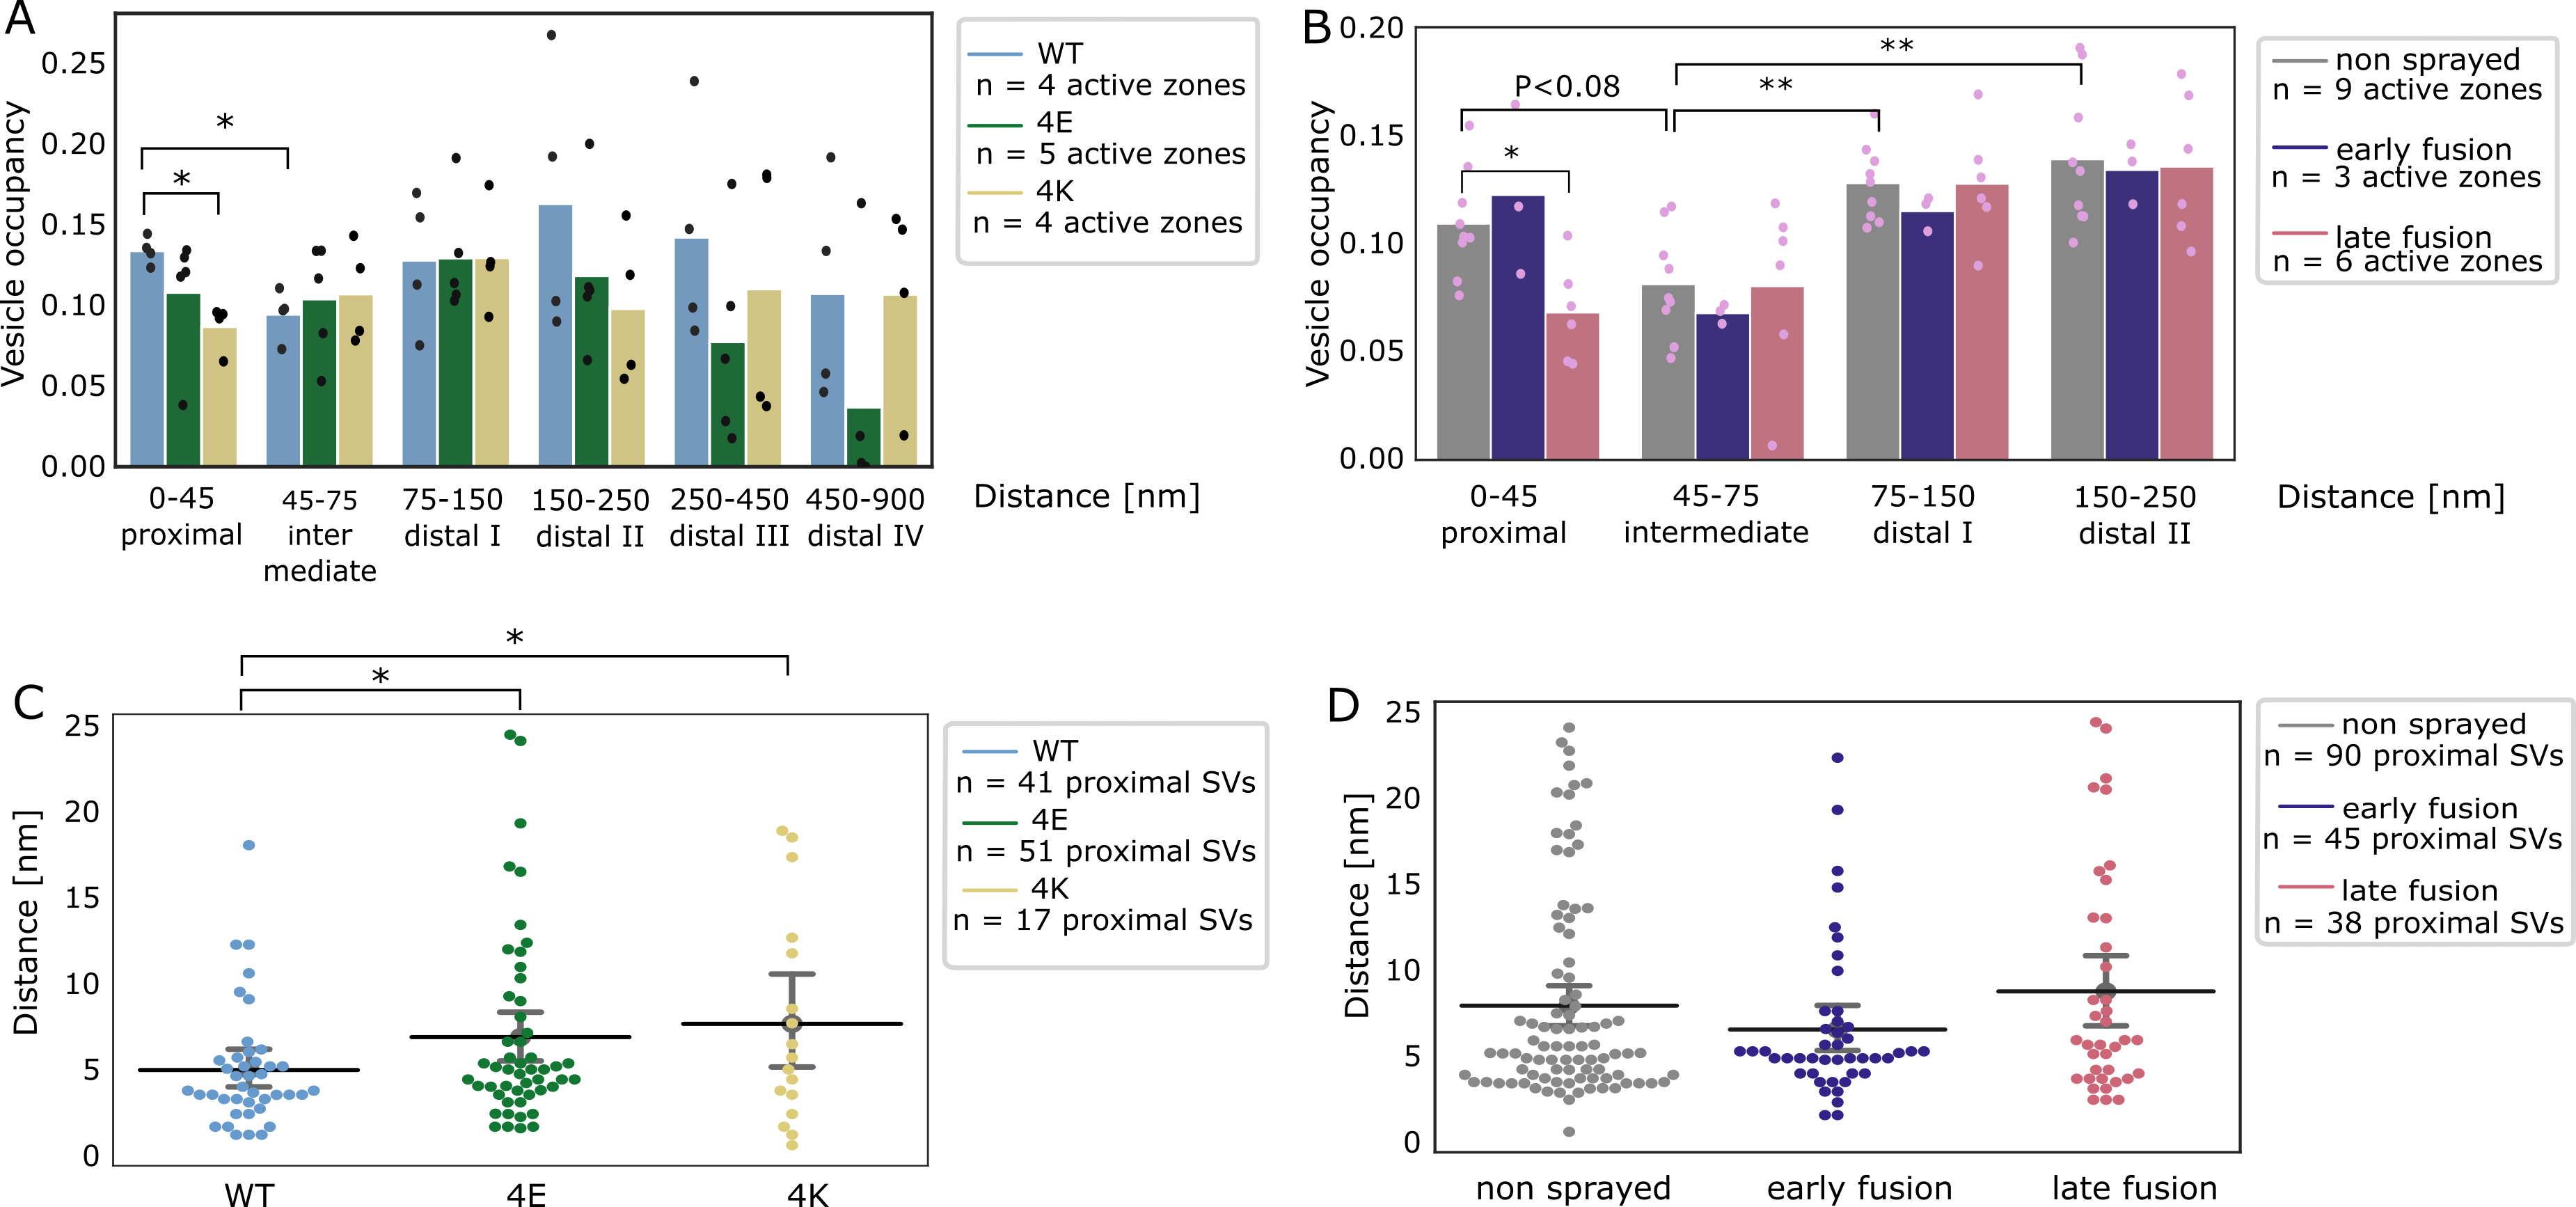 A
Vesicle occupancy
0.25
0.20
0.15
0.10
0.05
0.00
*
*
0-45
proximal
45-75
inter
mediate
75-150
distal I
150-250
distal II
250-450
distal III
450-900
distal IV
Distance [nm]
WT
n = 4 active zones
4E
n = 5 active zones
4K
n = 4 active zones
B
Vesicle occupancy
0.20
0.15
0.10
0.05
0.00
P<0.08
*
**
**
0-45
proximal
45-75
intermediate
75-150
distal I
150-250
distal II
Distance [nm]
non sprayed
n = 9 active zones
early fusion
n = 3 active zones
late fusion
n = 6 active zones
C
Distance [nm]
25
20
15
10
5
0
*
*
WT
4E
4K
WT
n = 41 proximal SVs
4E
n = 51 proximal SVs
4K
n = 17 proximal SVs
D
Distance [nm]
25
20
15
10
5
0
non sprayed
early fusion
late fusion
non sprayed
n = 90 proximal SVs
early fusion
n = 45 proximal SVs
late fusion
n = 38 proximal SVs